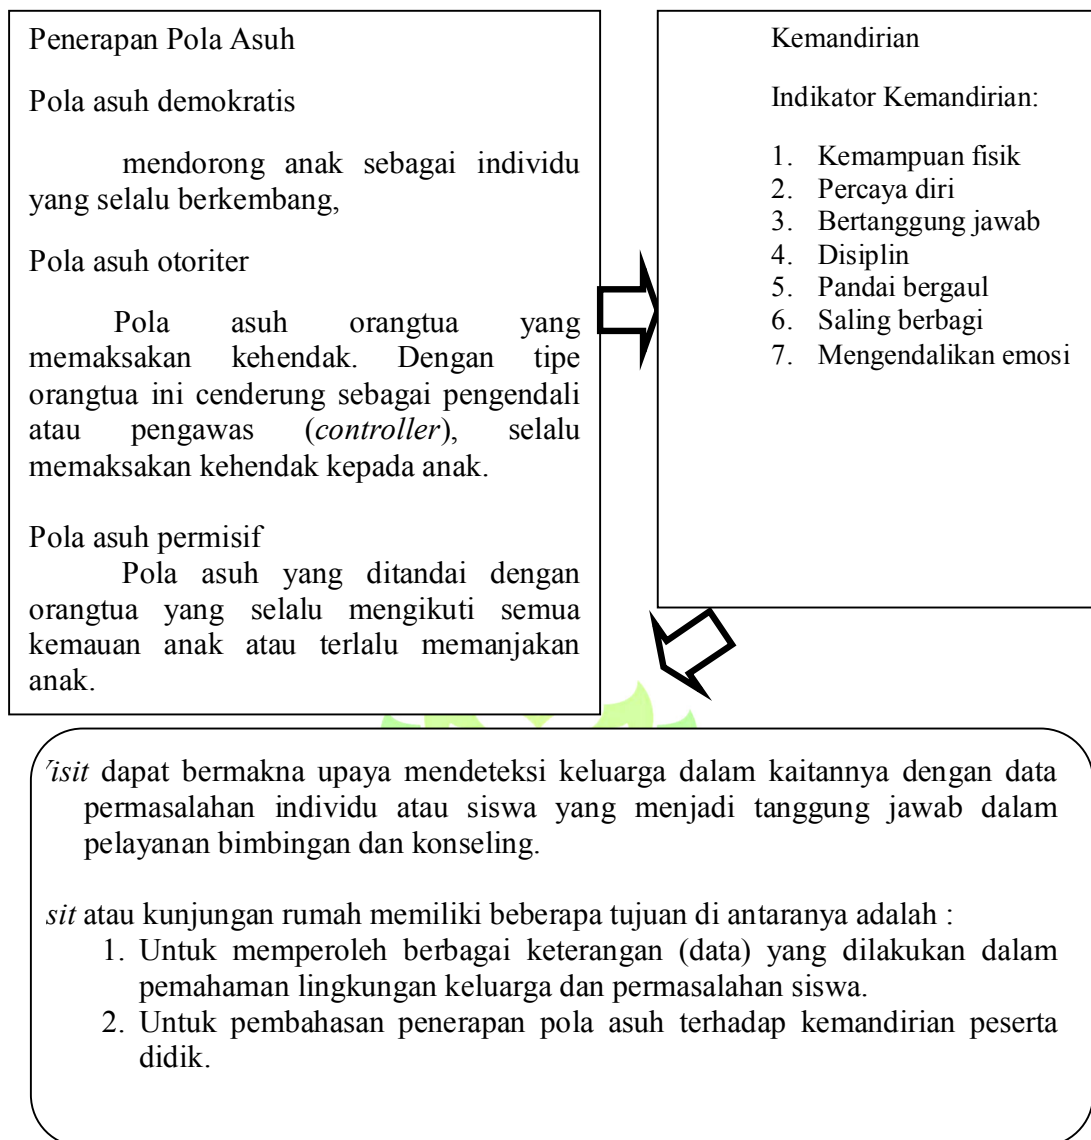 Penerapan Pola Asuh
Pola asuh demokratis
mendorong anak sebagai individu
yang selalu berkembang,
Pola asuh otoriter
Pola asuh orangtua yang
memaksakan kehendak. Dengan tipe
orangtua ini cenderung sebagai pengendali
atau pengawas (controller), selalu
memaksakan kehendak kepada anak.
Pola asuh permisif
Pola asuh yang ditandai dengan
orangtua yang selalu mengikuti semua
kemauan anak atau terlalu memanjakan
anak.
Kemandirian
Indikator Kemandirian:
1. Kemampuan fisik
2. Percaya diri
3. Bertanggung jawab
4. Disiplin
5. Pandai bergaul
6. Saling berbagi
7. Mengendalikan emosi
isit dapat bermakna upaya mendeteksi keluarga dalam kaitannya dengan data
permasalahan individu atau siswa yang menjadi tanggung jawab dalam
pelayanan bimbingan dan konseling.
sit atau kunjungan rumah memiliki beberapa tujuan di antaranya adalah :
1. Untuk memperoleh berbagai keterangan (data) yang dilakukan dalam
pemahaman lingkungan keluarga dan permasalahan siswa.
2. Untuk pembahasan penerapan pola asuh terhadap kemandirian peserta
didik.